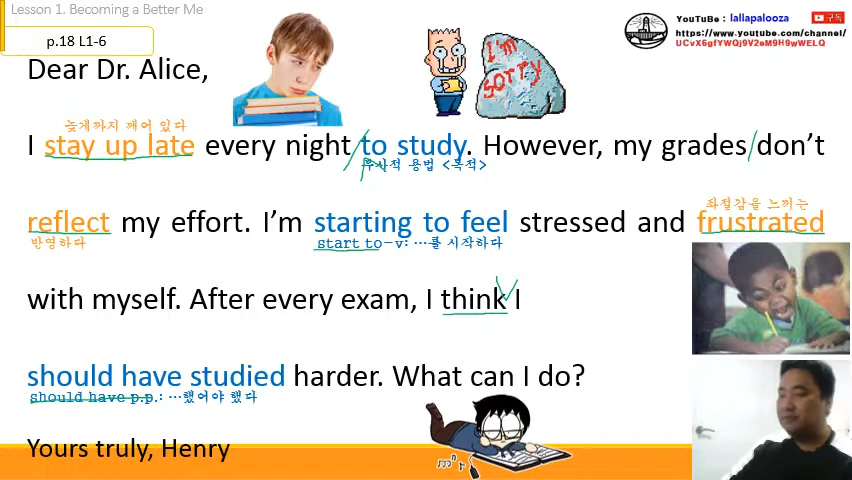 Lesson 1. Becoming a Better Me
p.18 L1-6
YouTuBe : lallapalooza
구독
https://www.youtube.com/channel/
UCvX6gfYWQj9V2eM9H9wWELQ
Dear Dr. Alice,
I'm
SORRY
늦게까지 깨어 있다
I stay up late every night to study. However, my grades don't
부사적 용법 <목적>
좌절감을 느끼는
reflect my effort. I'm starting to feel stressed and frustrated
반영하다
start to-v: …를 시작하다
with myself. After every exam, I think I
should have studied harder. What can I do?
should have p.p.: …했어야 했다
Yours truly, Henry